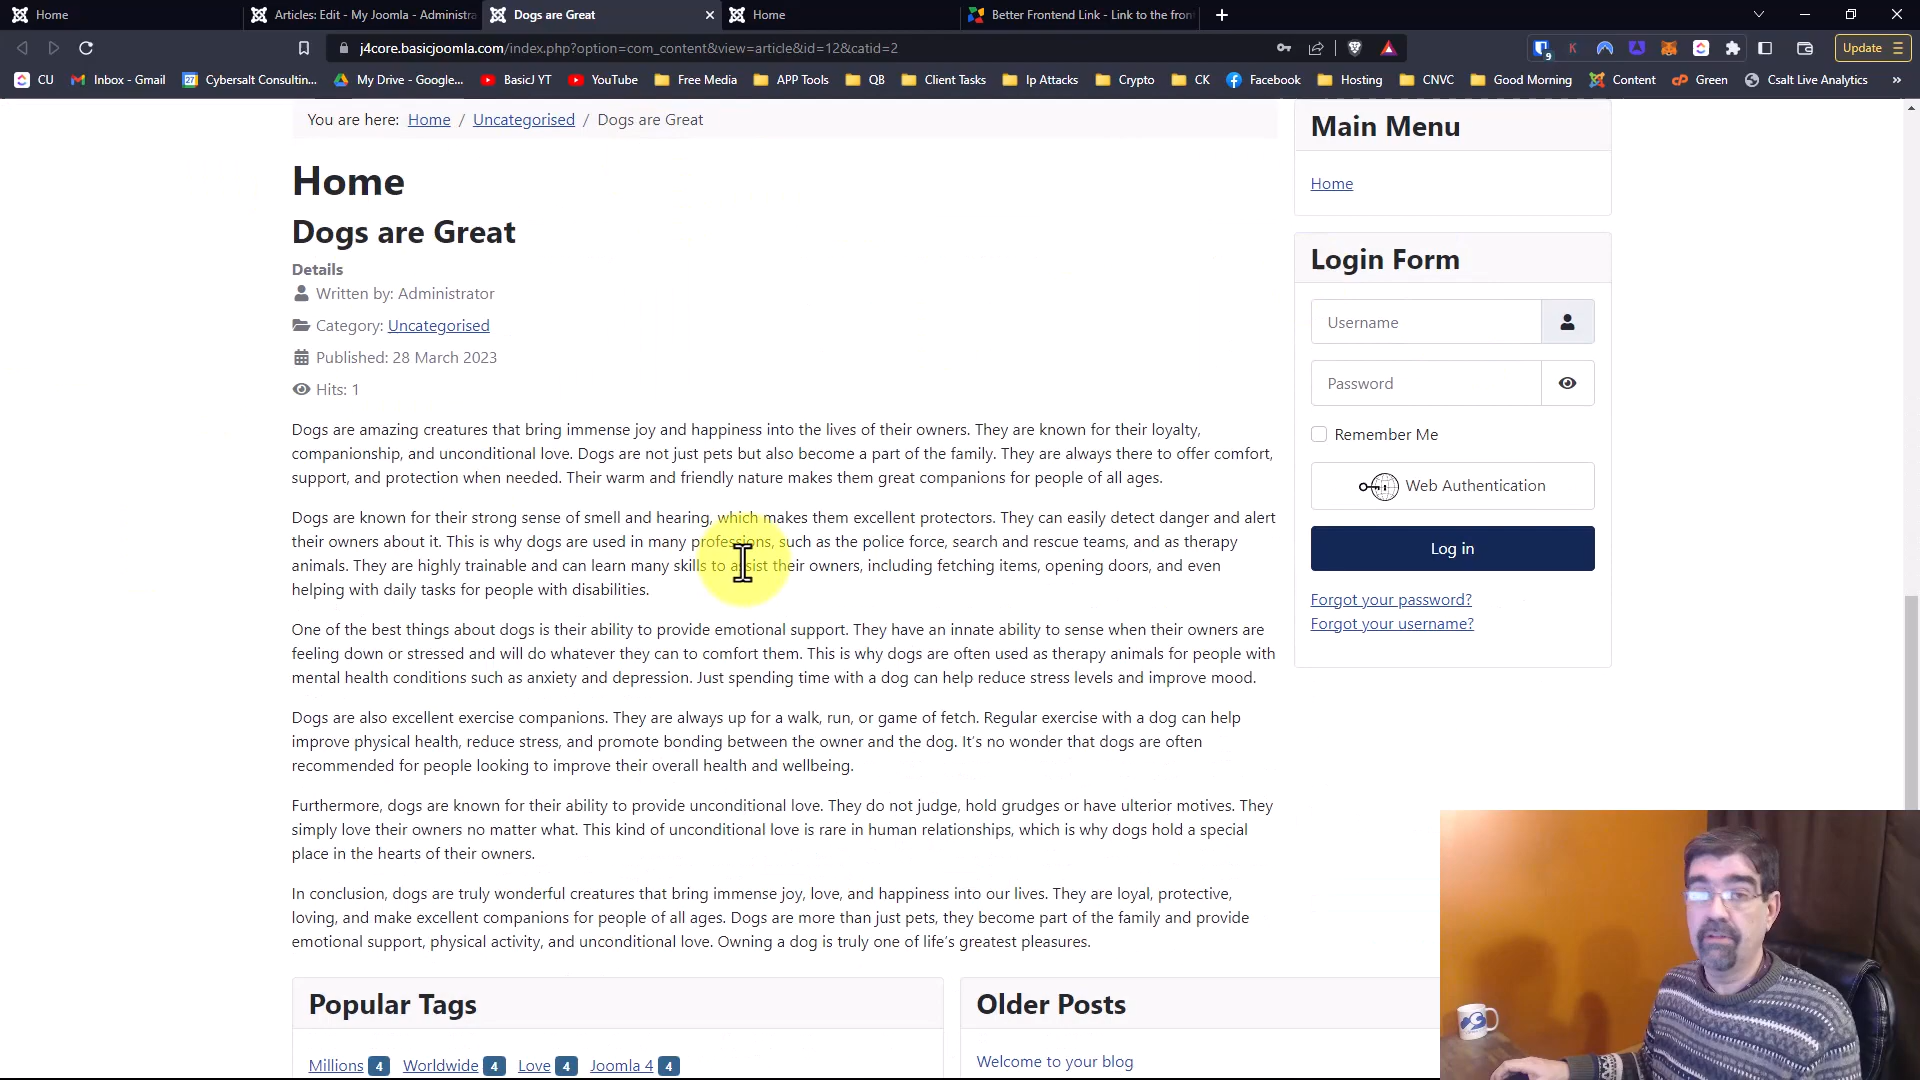 Home
Articles: Edit - My Joomla - Administra
Dogs are Great
Home
Better Frontend Link - Link to the fron
j4core.basicjoomla.com/index.php?option=com_content&view=article&id=12&catid=2
9
Update
CU
Inbox - Gmail
27
Cybersalt Consultin...
My Drive - Google...
BasicJ YT
YouTube
Free Media
APP Tools
QB
Client Tasks
Ip Attacks
Crypto
CK
Facebook
Hosting
CNVC
Good Morning
Content
Green
Csalt Live Analytics
»
You are here: Home / Uncategorised / Dogs are Great
Home
Dogs are Great
Details
Written by: Administrator
Category: Uncategorised
Published: 28 March 2023
Hits: 1
Dogs are amazing creatures that bring immense joy and happiness into the lives of their owners. They are known for their loyalty,
companionship, and unconditional love. Dogs are not just pets but also become a part of the family. They are always there to offer comfort,
support, and protection when needed. Their warm and friendly nature makes them great companions for people of all ages.
Dogs are known for their strong sense of smell and hearing, which makes them excellent protectors. They can easily detect danger and alert
their owners about it. This is why dogs are used in many professions, such as the police force, search and rescue teams, and as therapy
animals. They are highly trainable and can learn many skills to assist their owners, including fetching items, opening doors, and even
helping with daily tasks for people with disabilities.
One of the best things about dogs is their ability to provide emotional support. They have an innate ability to sense when their owners are
feeling down or stressed and will do whatever they can to comfort them. This is why dogs are often used as therapy animals for people with
mental health conditions such as anxiety and depression. Just spending time with a dog can help reduce stress levels and improve mood.
Dogs are also excellent exercise companions. They are always up for a walk, run, or game of fetch. Regular exercise with a dog can help
improve physical health, reduce stress, and promote bonding between the owner and the dog. It's no wonder that dogs are often
recommended for people looking to improve their overall health and wellbeing.
Furthermore, dogs are known for their ability to provide unconditional love. They do not judge, hold grudges or have ulterior motives. They
simply love their owners no matter what. This kind of unconditional love is rare in human relationships, which is why dogs hold a special
place in the hearts of their owners.
In conclusion, dogs are truly wonderful creatures that bring immense joy, love, and happiness into our lives. They are loyal, protective,
loving, and make excellent companions for people of all ages. Dogs are more than just pets, they become part of the family and provide
emotional support, physical activity, and unconditional love. Owning a dog is truly one of life's greatest pleasures.
Main Menu
Home
Login Form
Username
Password
Remember Me
Web Authentication
Log in
Forgot your password?
Forgot your username?
Popular Tags
Millions 4 Worldwide 4 Love 4 Joomla 4 4
Older Posts
Welcome to your blog